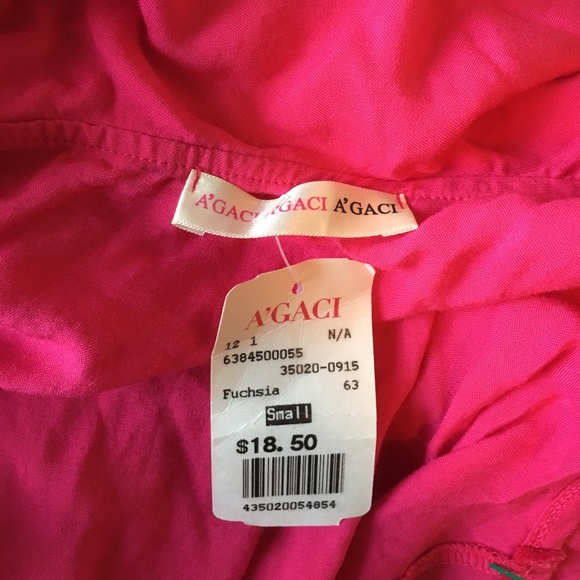 A'GACI A'GACI A'GACI
A'GACI
12 1 N/A
6384500055
35020-0915
Fuchsia 63
Small
$18.50
435020054854